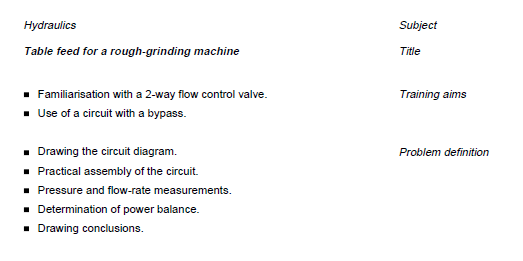 Hydraulics Subject
Table feed for a rough-grinding machine Title
■ Familiarisation with a 2-way flow control valve. Training aims
■ Use of a circuit with a bypass.
■ Drawing the circuit diagram. Problem definition
■ Practical assembly of the circuit.
■ Pressure and flow-rate measurements.
■ Determination of power balance.
■ Drawing conclusions.